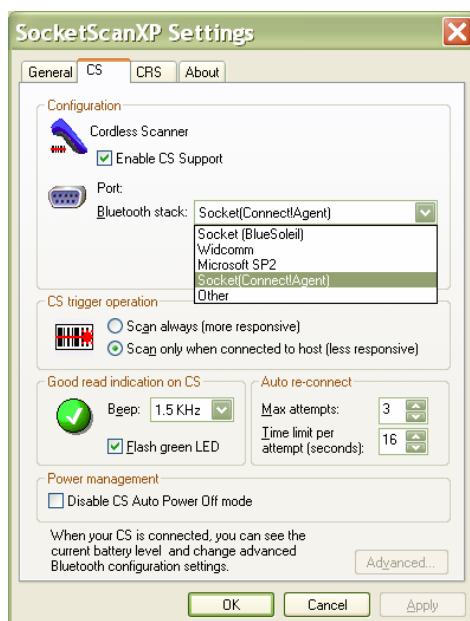 SocketScanXP Settings
General CS CRS About
Configuration
Cordless Scanner
Enable CS Support
Port:
Bluetooth stack: Socket(Connect!Agent)
Socket (BlueSoleil)
Widcomm
Microsoft SP2
Socket(Connect!Agent)
Other
CS trigger operation
Scan always (more responsive)
Scan only when connected to host (less responsive)
Good read indication on CS
Beep: 1.5 KHz
Flash green LED
Auto re-connect
Max attempts: 3
Time limit per
attempt (seconds): 16
Power management
Disable CS Auto Power Off mode
When your CS is connected, you can see the
current battery level and change advanced
Bluetooth configuration settings.
Advanced...
OK Cancel Apply